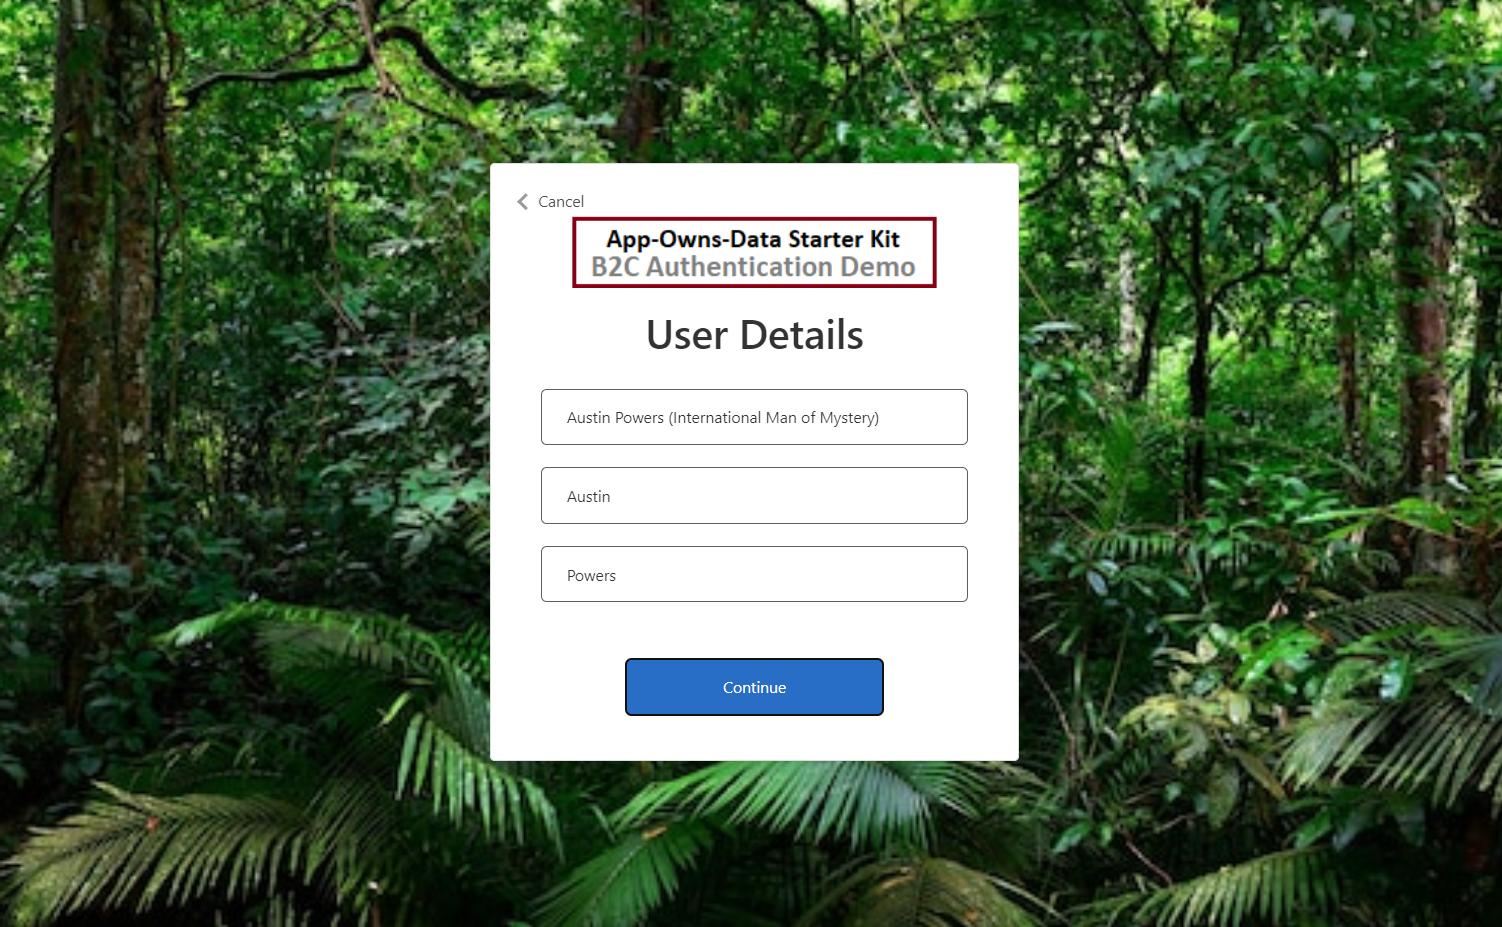 Cancel
App-Owns-Data Starter Kit
B2C Authentication Demo
User Details
Austin Powers (International Man of Mystery)
Austin
Powers
Continue